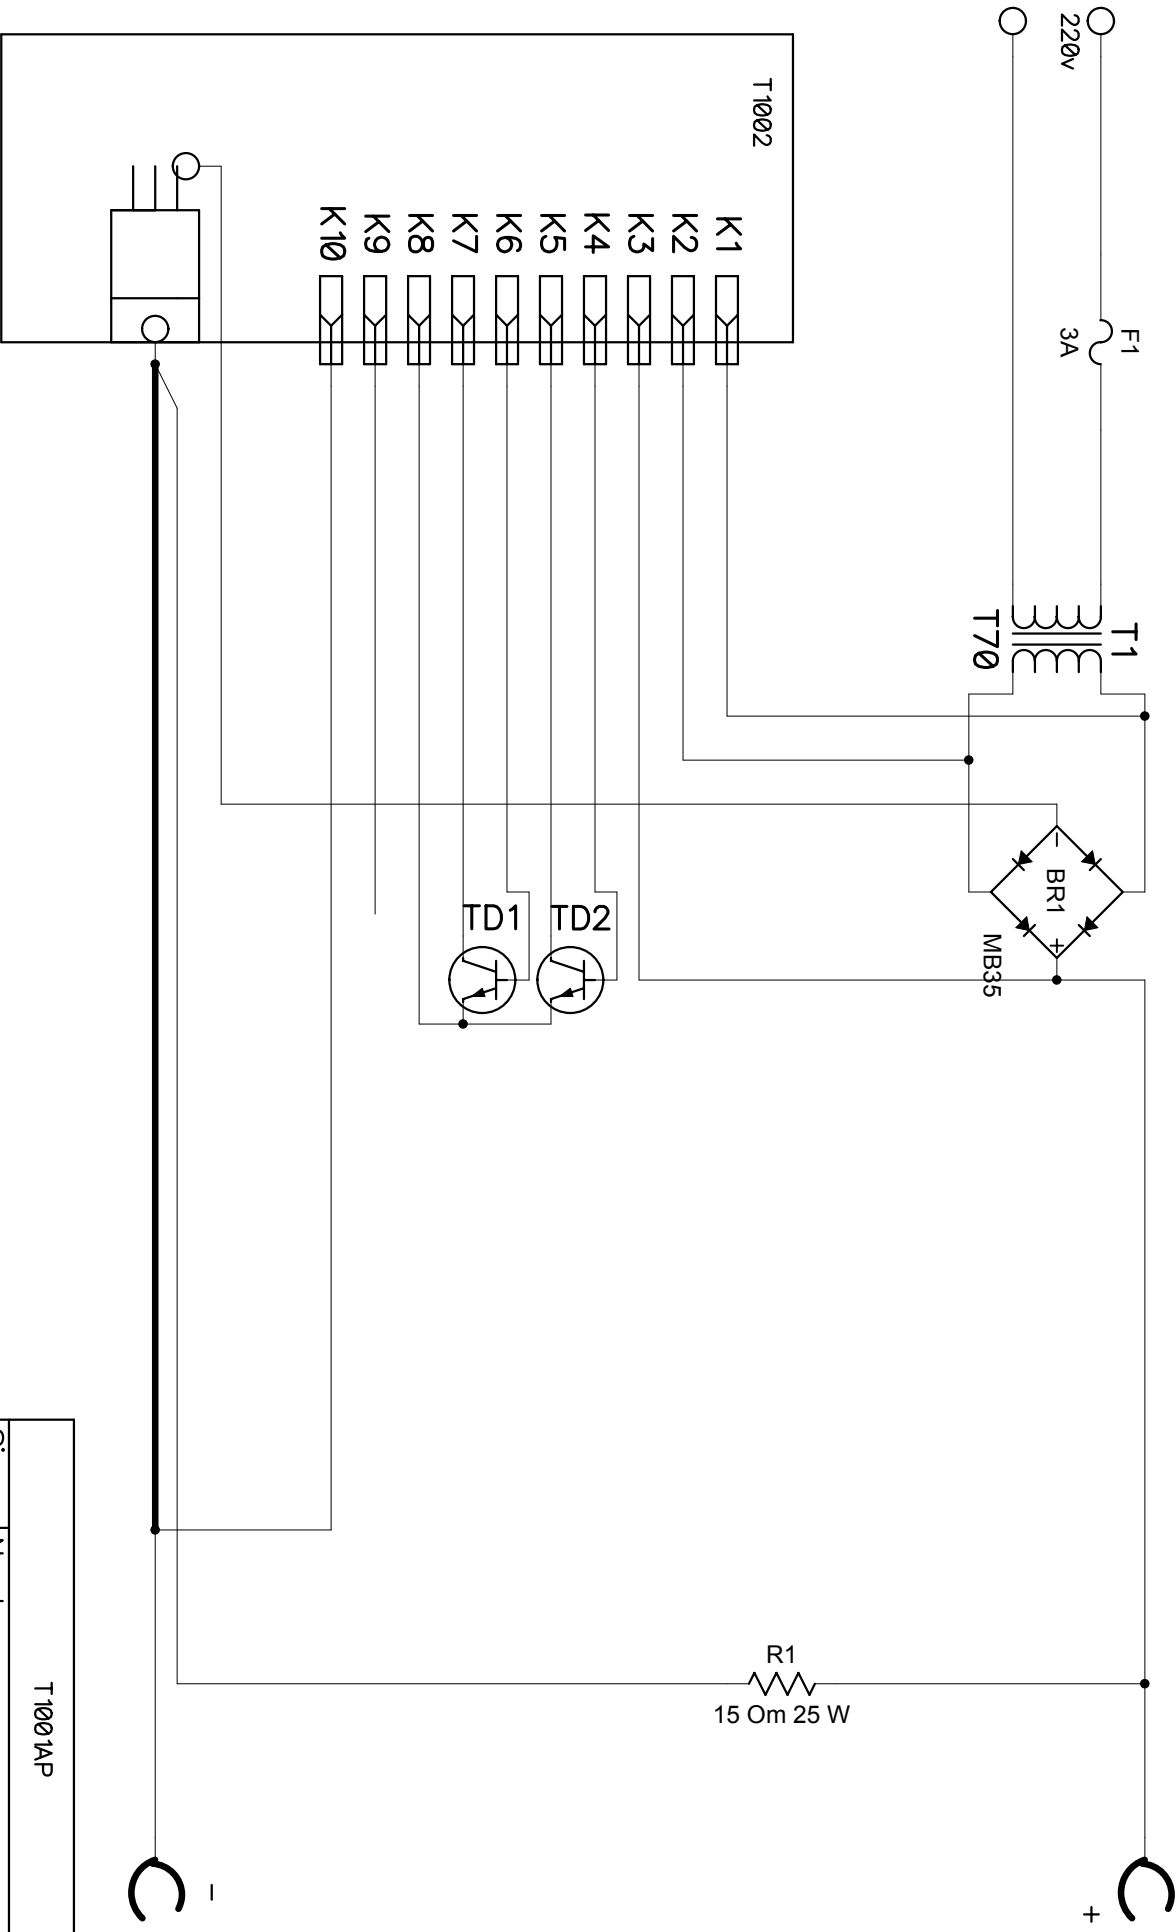 220v
F1
3A
T1
T70
T1002
K1
K2
K3
K4
K5
K6
K7
K8
K9
K10
BR1
MB35
-
+
TD1
TD2
R1
15 Om 25 W
-
+
T1001AP